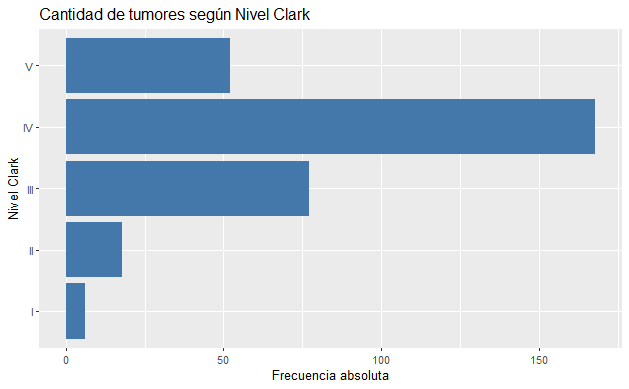 Cantidad de tumores según Nivel Clark
Nivel Clark
V
IV
III
II
I
0 50 100 150
Frecuencia absoluta